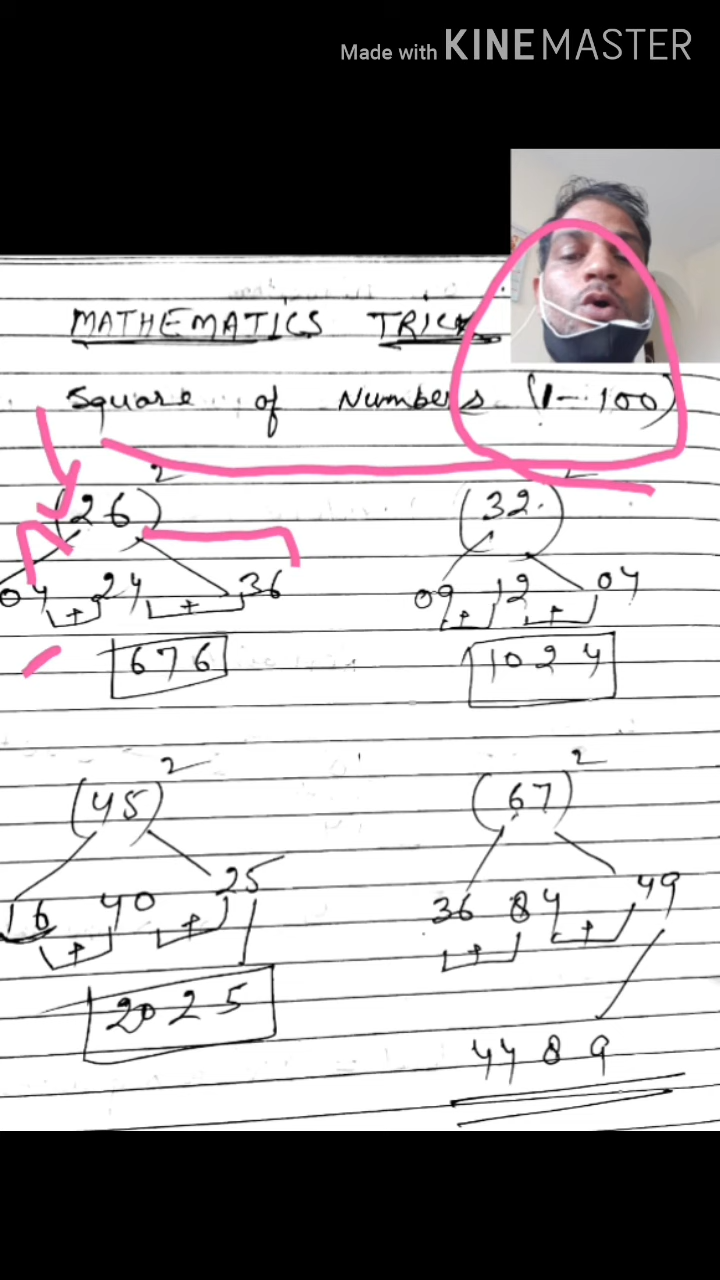 Made with KINEMASTER
MATHEMATICS TRICK
Square of Numbers (1-100)
(26)² (32)²
04 24 36 09 12 04
+ + + +
676 1024
(45)² (67)²
16 40 25 36 84 49
+ + + +
2025 4489